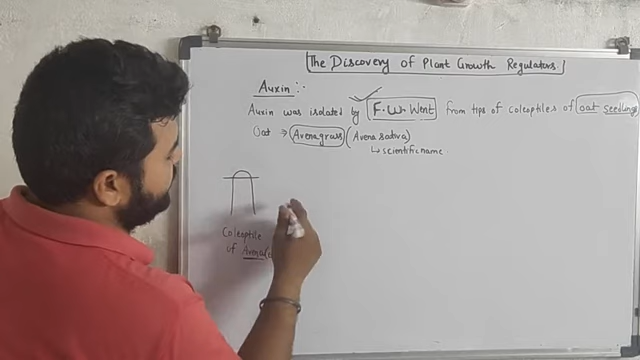 The Discovery of Plant Growth Regulators.
Auxin :-
Auxin was isolated by F.W. Went from tips of coleoptiles of oat seedlings
Oat → Avena grass (Avena sativa)
↳ scientific name
Coleoptile
of Avena